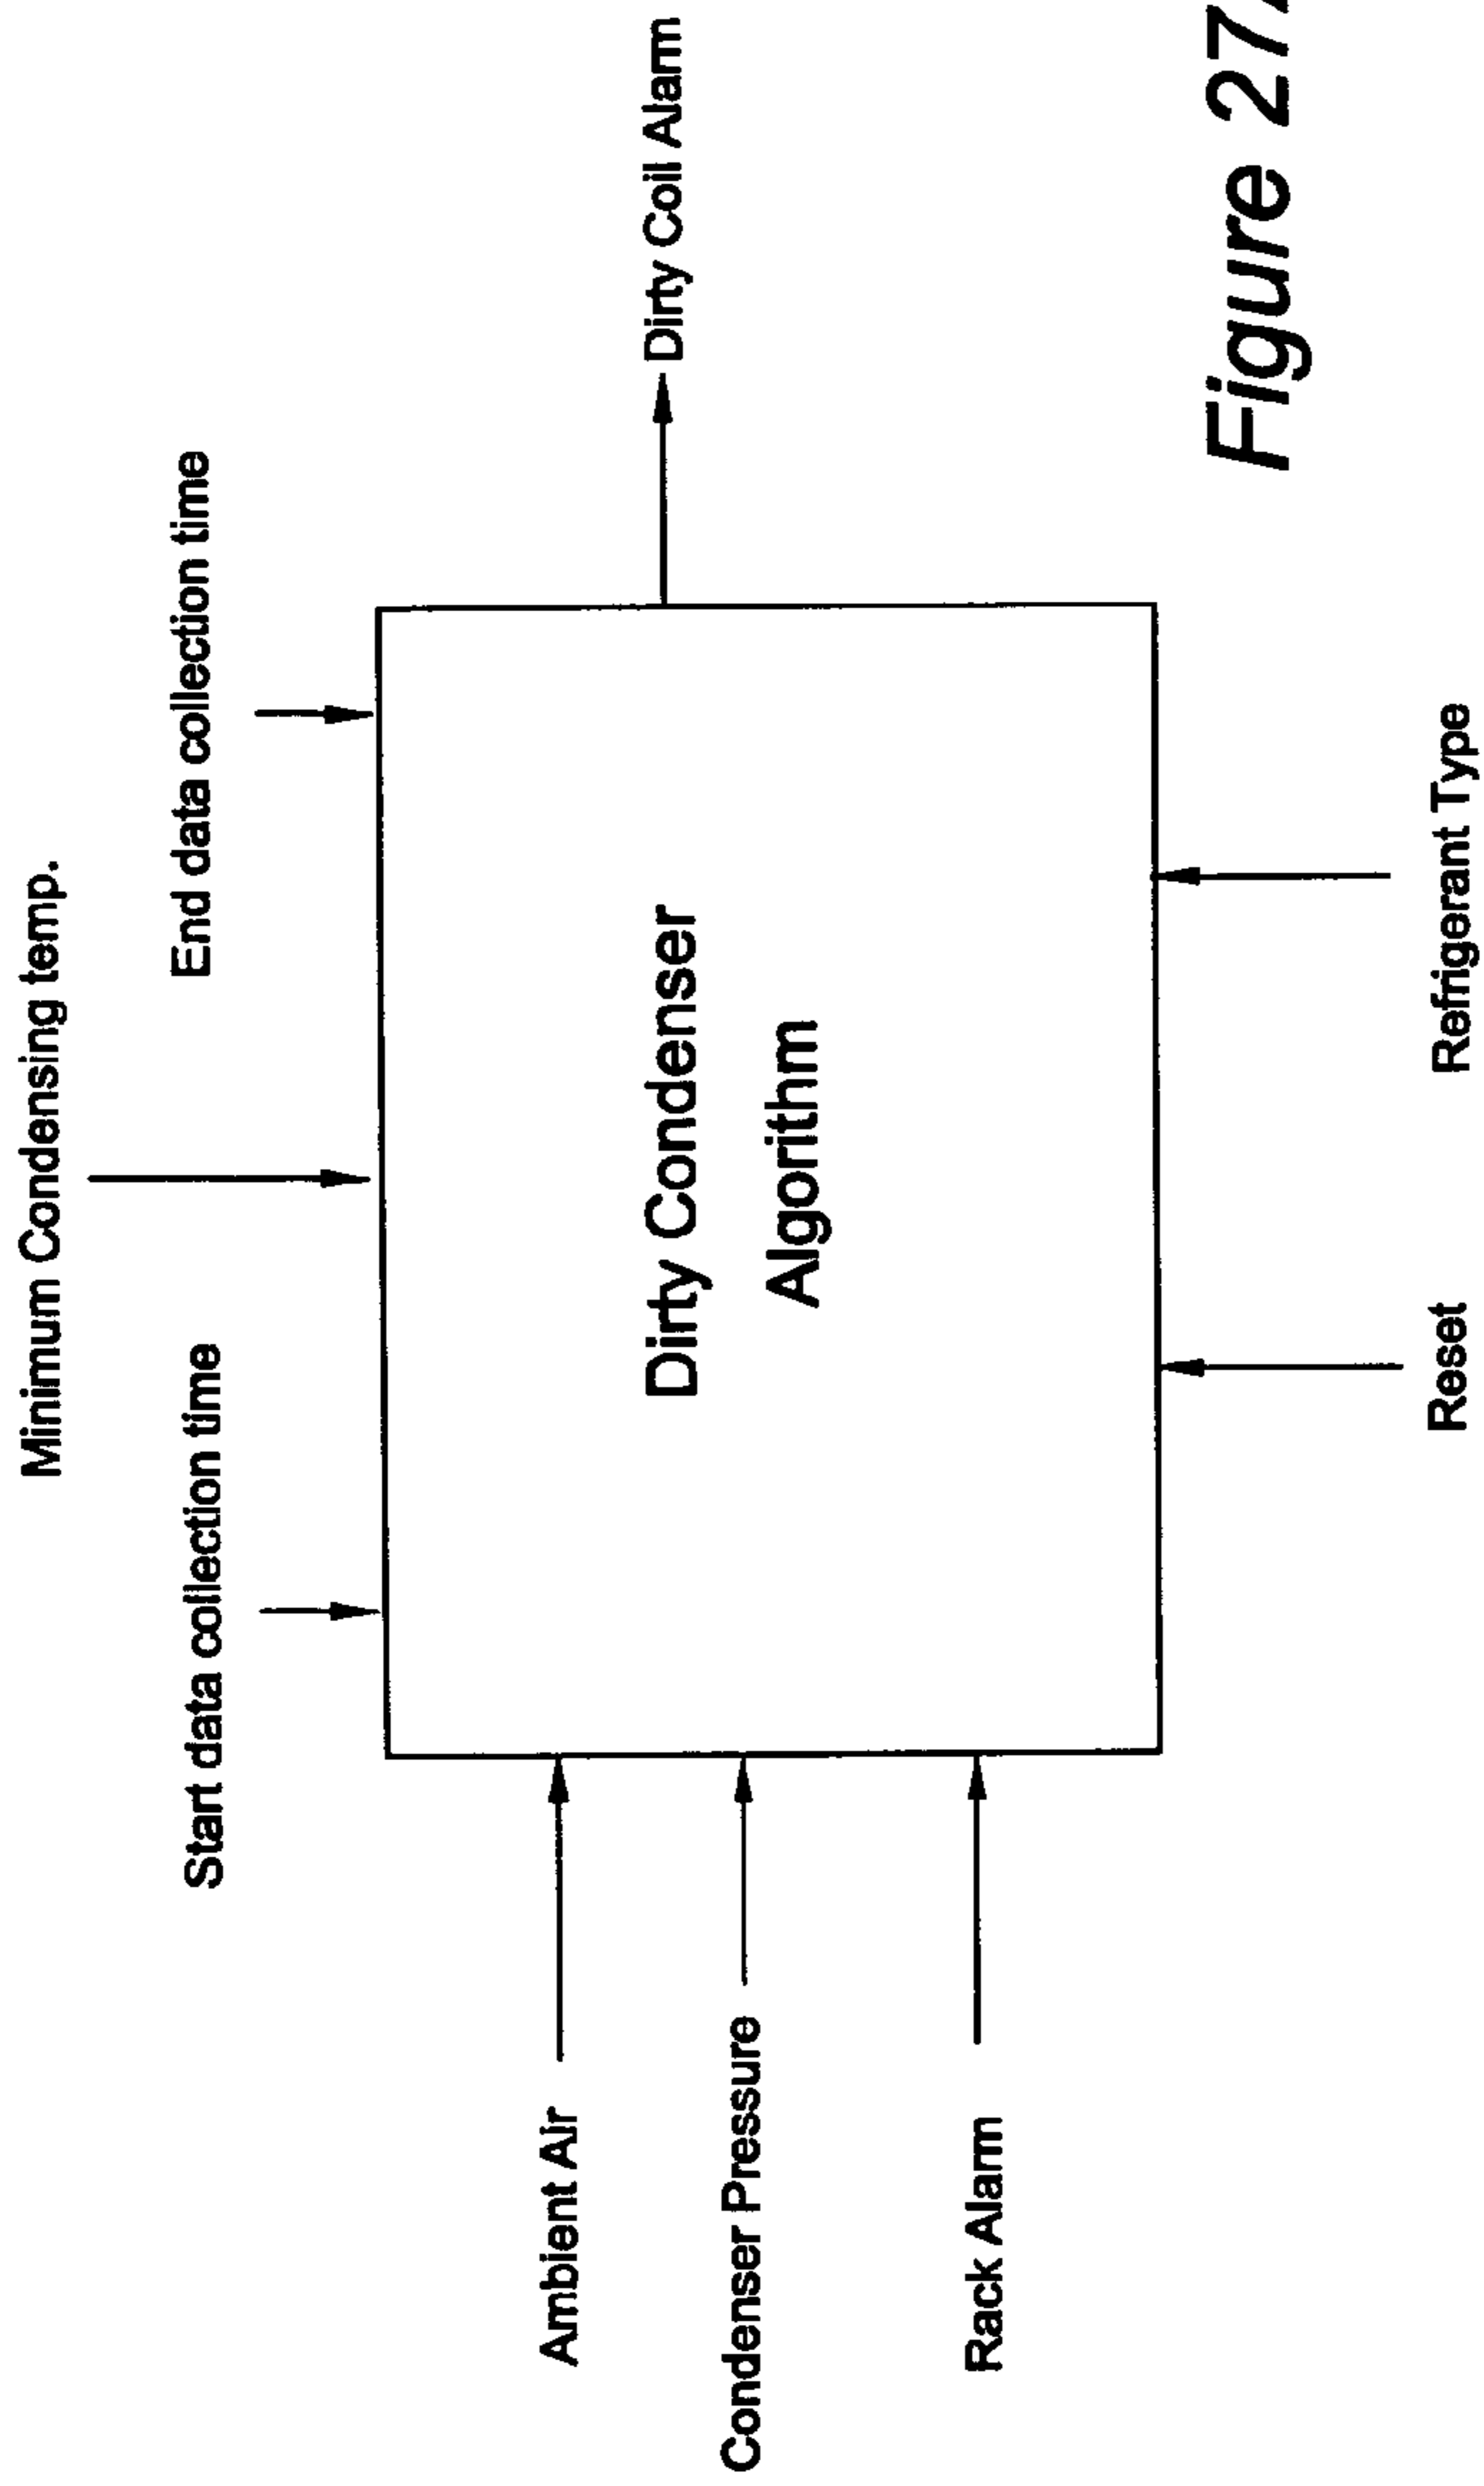 Minimum Condensing temp.
Start data collection time
End data collection time
Ambient Air
Condenser Pressure
Rack Alarm
Dirty Condenser
Algorithm
Dirty Coil Alarm
Reset
Refrigerant Type
Figure 27